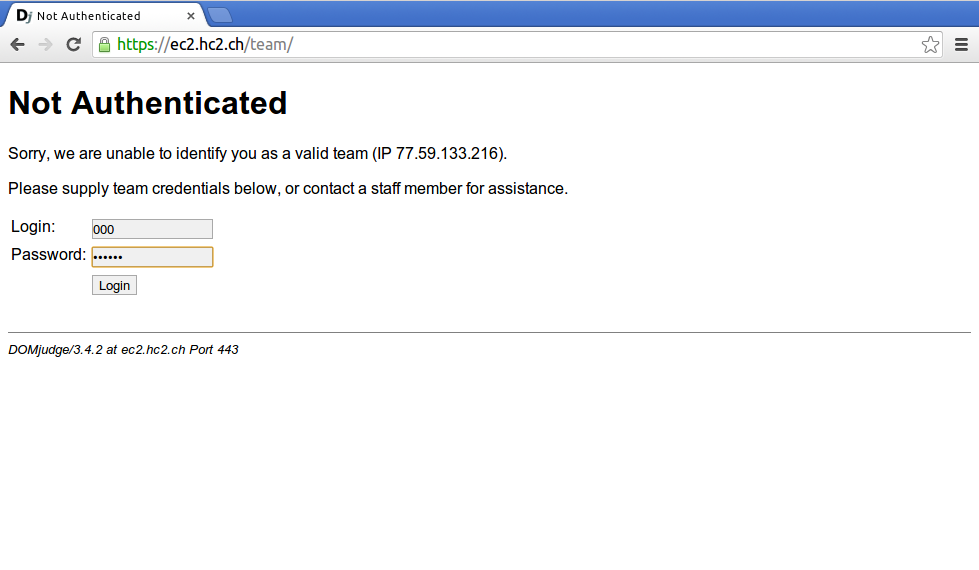 Dj Not Authenticated
https://ec2.hc2.ch/team/
Not Authenticated
Sorry, we are unable to identify you as a valid team (IP 77.59.133.216).
Please supply team credentials below, or contact a staff member for assistance.
Login: 000
Password: ••••••
Login
DOMjudge/3.4.2 at ec2.hc2.ch Port 443